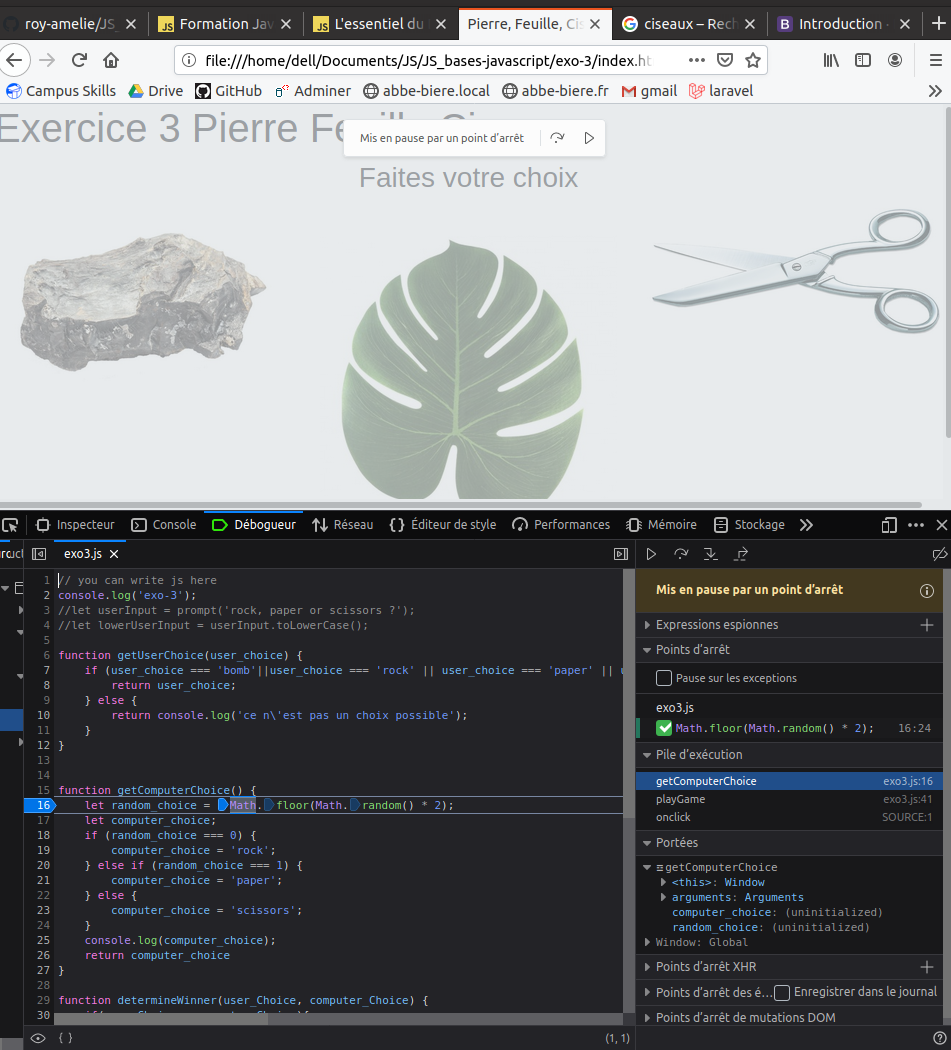 roy-amelie/JS_
Formation Jav
L'essentiel du
Pierre, Feuille, Cis
ciseaux – Rech
Introduction ·
file:///home/dell/Documents/JS/JS_bases-javascript/exo-3/index.ht
Campus Skills
Drive
GitHub
Adminer
abbe-biere.local
abbe-biere.fr
gmail
laravel
Exercice 3 Pierre Feuille Ciseaux
Mis en pause par un point d’arrêt
Faites votre choix
Inspecteur
Console
Débogueur
Réseau
Éditeur de style
Performances
Mémoire
Stockage
exo3.js
1 // you can write js here
2 console.log('exo-3');
3 //let userInput = prompt('rock, paper or scissors ?');
4 //let lowerUserInput = userInput.toLowerCase();
5
6 function getUserChoice(user_choice) {
7 if (user_choice === 'bomb'||user_choice === 'rock' || user_choice === 'paper' || u
8 return user_choice;
9 } else {
10 return console.log('ce n\'est pas un choix possible');
11 }
12 }
13
14
15 function getComputerChoice() {
16 let random_choice = Math.floor(Math.random() * 2);
17 let computer_choice;
18 if (random_choice === 0) {
19 computer_choice = 'rock';
20 } else if (random_choice === 1) {
21 computer_choice = 'paper';
22 } else {
23 computer_choice = 'scissors';
24 }
25 console.log(computer_choice);
26 return computer_choice
27 }
28
29 function determineWinner(user_Choice, computer_Choice) {
30
{ }
(1, 1)
Mis en pause par un point d’arrêt
Expressions espionnes
Points d’arrêt
Pause sur les exceptions
exo3.js
Math.floor(Math.random() * 2); 16:24
Pile d’exécution
getComputerChoice exo3.js:16
playGame exo3.js:41
onclick SOURCE:1
Portées
getComputerChoice
<this>: Window
arguments: Arguments
computer_choice: (uninitialized)
random_choice: (uninitialized)
Window: Global
Points d’arrêt XHR
Points d’arrêt des é… Enregistrer dans le journal
Points d’arrêt de mutations DOM